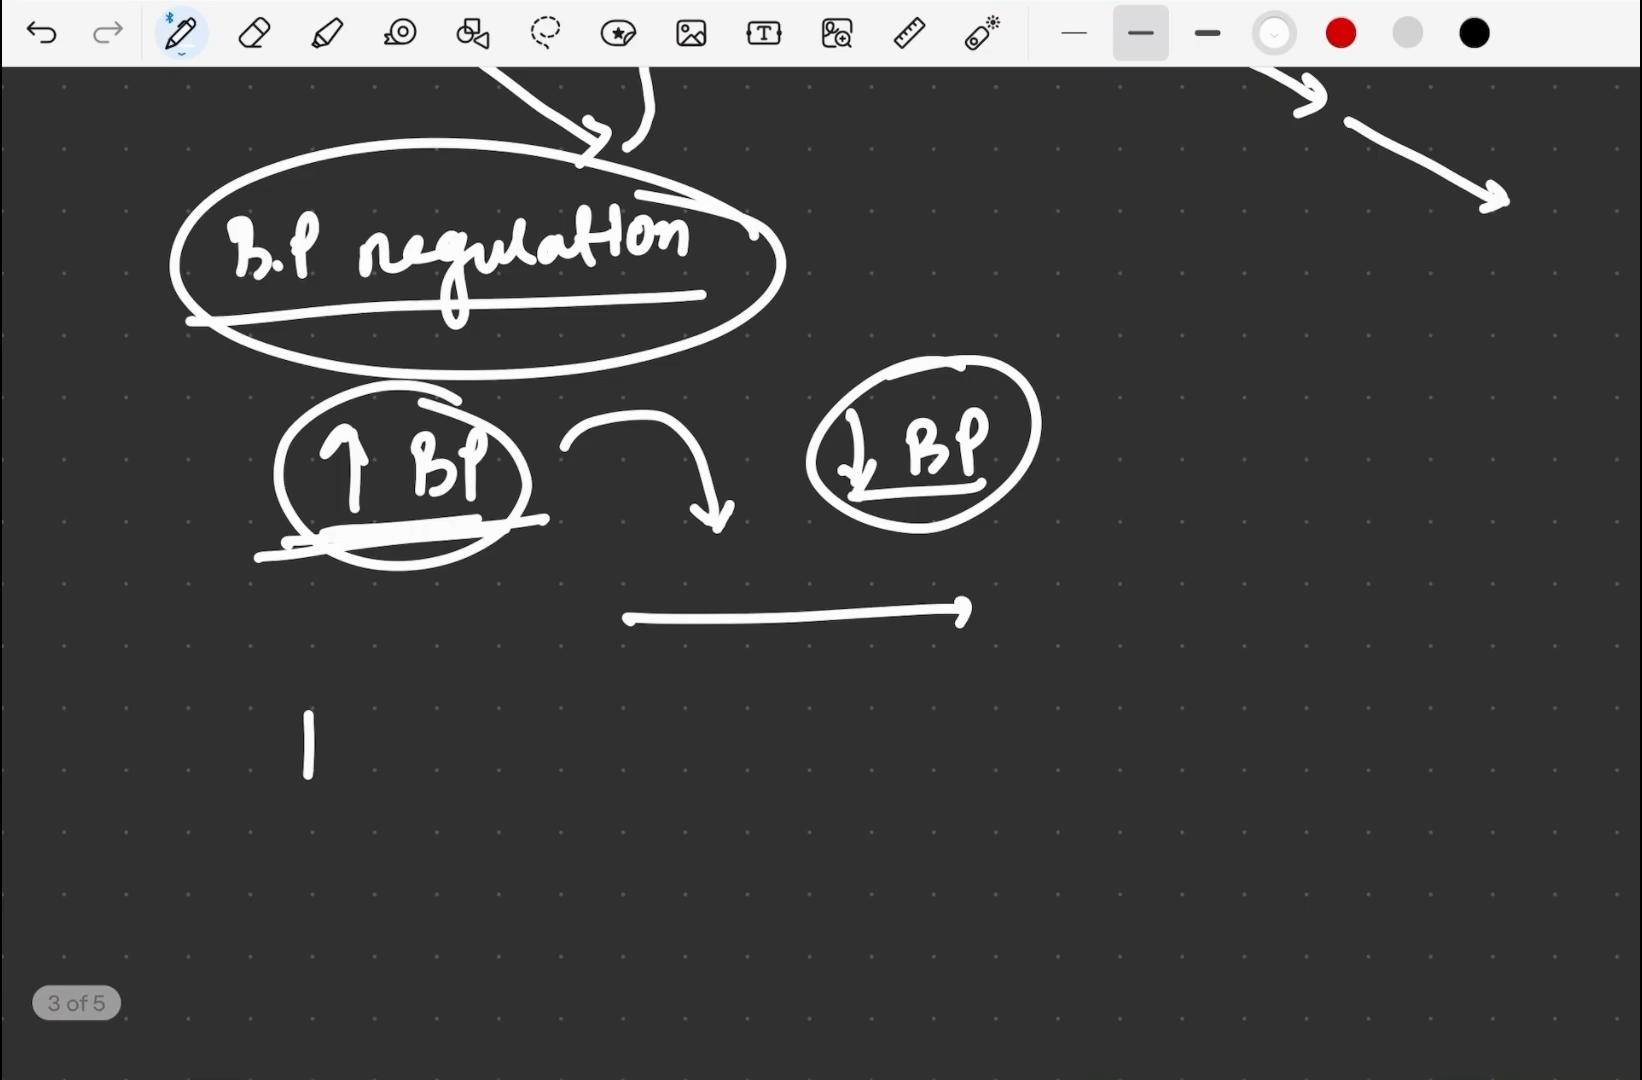 B.P regulation
↑ BP
↓ BP
3 of 5